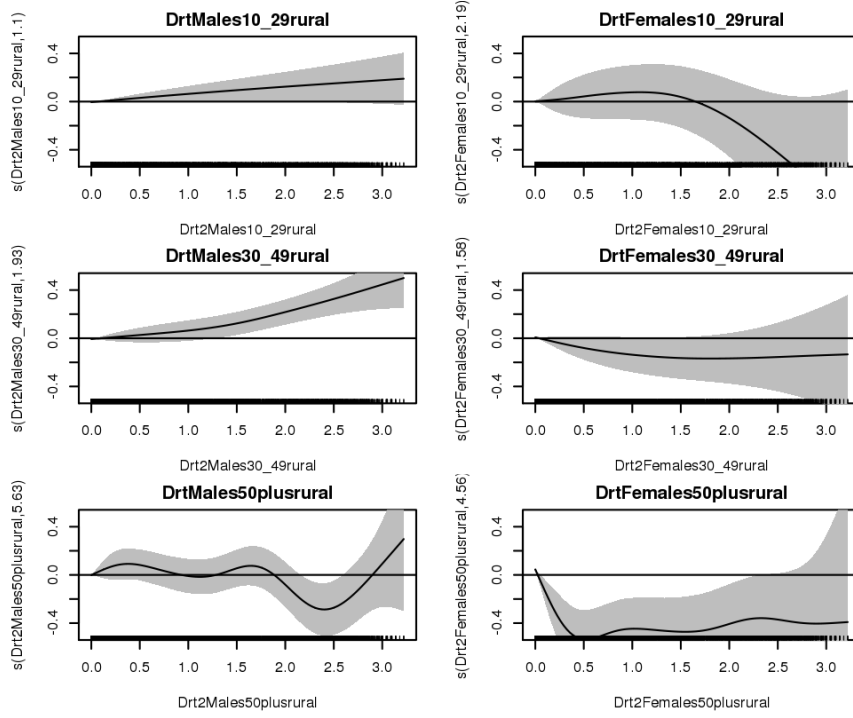 DrtMales10_29rural
s(Drt2Males10_29rural,1.1)
0.4
0.0
-0.4
0.0 0.5 1.0 1.5 2.0 2.5 3.0
Drt2Males10_29rural
DrtFemales10_29rural
s(Drt2Females10_29rural,2.19)
0.4
0.0
-0.4
0.0 0.5 1.0 1.5 2.0 2.5 3.0
Drt2Females10_29rural
DrtMales30_49rural
s(Drt2Males30_49rural,1.93)
0.4
0.0
-0.4
0.0 0.5 1.0 1.5 2.0 2.5 3.0
Drt2Males30_49rural
DrtFemales30_49rural
s(Drt2Females30_49rural,1.58)
0.4
0.0
-0.4
0.0 0.5 1.0 1.5 2.0 2.5 3.0
Drt2Females30_49rural
DrtMales50plusrural
s(Drt2Males50plusrural,5.63)
0.4
0.0
-0.4
0.0 0.5 1.0 1.5 2.0 2.5 3.0
Drt2Males50plusrural
DrtFemales50plusrural
s(Drt2Females50plusrural,4.56)
0.4
0.0
-0.4
0.0 0.5 1.0 1.5 2.0 2.5 3.0
Drt2Females50plusrural